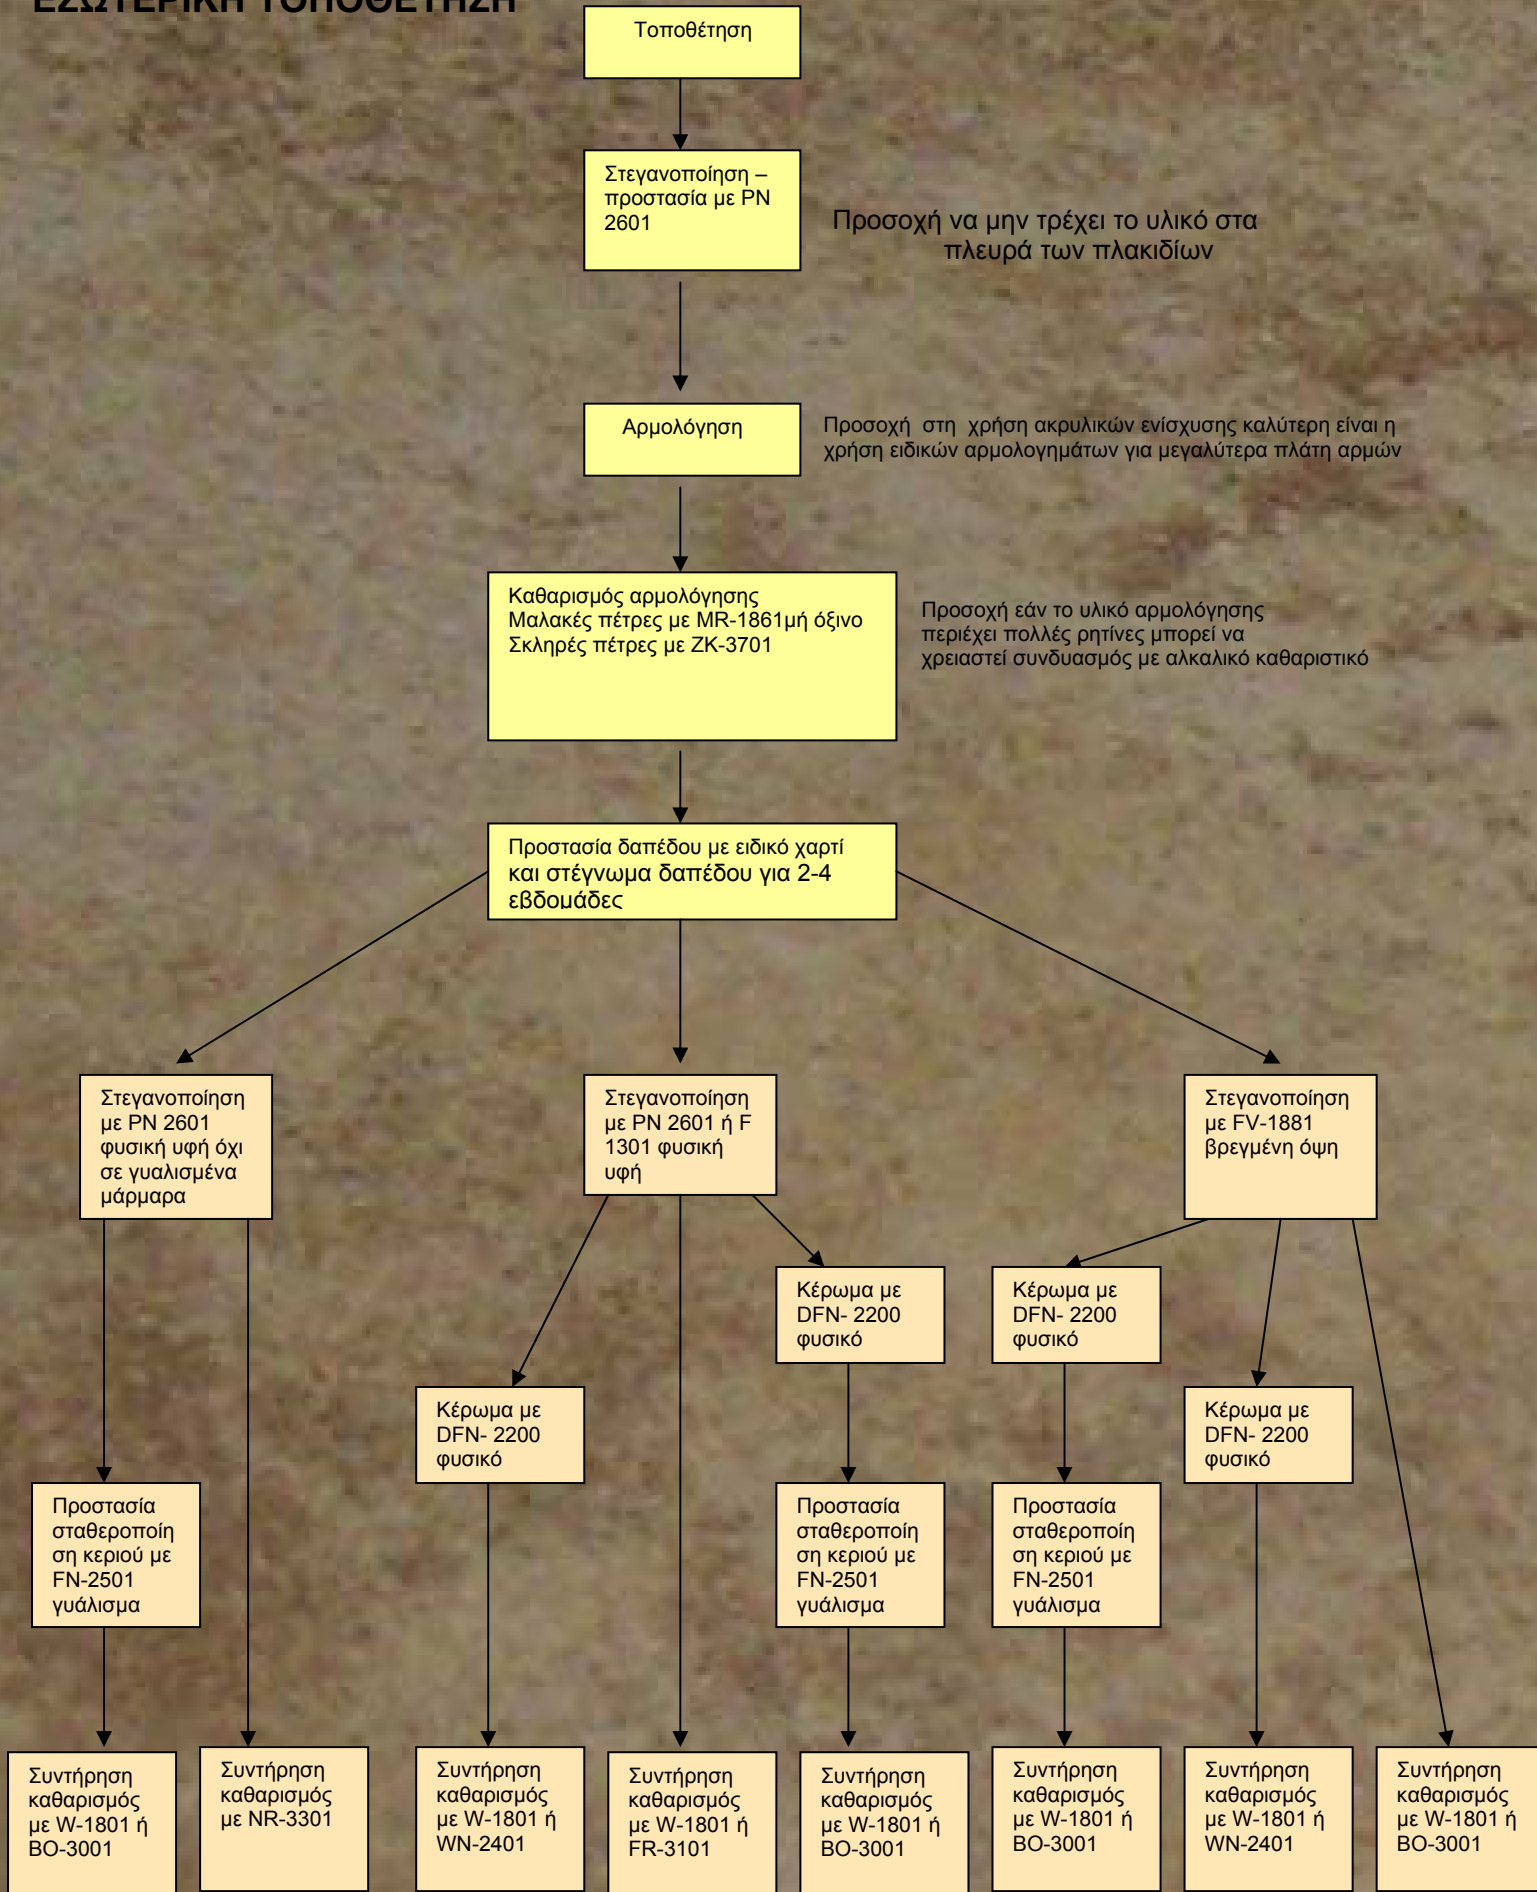 ΕΣΩΤΕΡΙΚΗ ΤΟΠΟΘΕΤΗΣΗ
Τοποθέτηση
Στεγανοποίηση –
προστασία με PN
2601
Προσοχή να μην τρέχει το υλικό στα
πλευρά των πλακιδίων
Αρμολόγηση
Προσοχή στη χρήση ακρυλικών ενίσχυσης καλύτερη είναι η
χρήση ειδικών αρμολογημάτων για μεγαλύτερα πλάτη αρμών
Καθαρισμός αρμολόγησης
Μαλακές πέτρες με MR-1861μή όξινο
Σκληρές πέτρες με ZK-3701
Προσοχή εάν το υλικό αρμολόγησης
περιέχει πολλές ρητίνες μπορεί να
χρειαστεί συνδυασμός με αλκαλικό καθαριστικό
Προστασία δαπέδου με ειδικό χαρτί
και στέγνωμα δαπέδου για 2-4
εβδομάδες
Στεγανοποίηση
με PN 2601
φυσική υφή όχι
σε γυαλισμένα
μάρμαρα
Στεγανοποίηση
με PN 2601 ή F
1301 φυσική
υφή
Στεγανοποίηση
με FV-1881
βρεγμένη όψη
Κέρωμα με
DFN- 2200
φυσικό
Κέρωμα με
DFN- 2200
φυσικό
Κέρωμα με
DFN- 2200
φυσικό
Κέρωμα με
DFN- 2200
φυσικό
Προστασία
σταθεροποίη
ση κεριού με
FN-2501
γυάλισμα
Προστασία
σταθεροποίη
ση κεριού με
FN-2501
γυάλισμα
Προστασία
σταθεροποίη
ση κεριού με
FN-2501
γυάλισμα
Συντήρηση
καθαρισμός
με W-1801 ή
BO-3001
Συντήρηση
καθαρισμός
με NR-3301
Συντήρηση
καθαρισμός
με W-1801 ή
WN-2401
Συντήρηση
καθαρισμός
με W-1801 ή
FR-3101
Συντήρηση
καθαρισμός
με W-1801 ή
BO-3001
Συντήρηση
καθαρισμός
με W-1801 ή
BO-3001
Συντήρηση
καθαρισμός
με W-1801 ή
WN-2401
Συντήρηση
καθαρισμός
με W-1801 ή
BO-3001